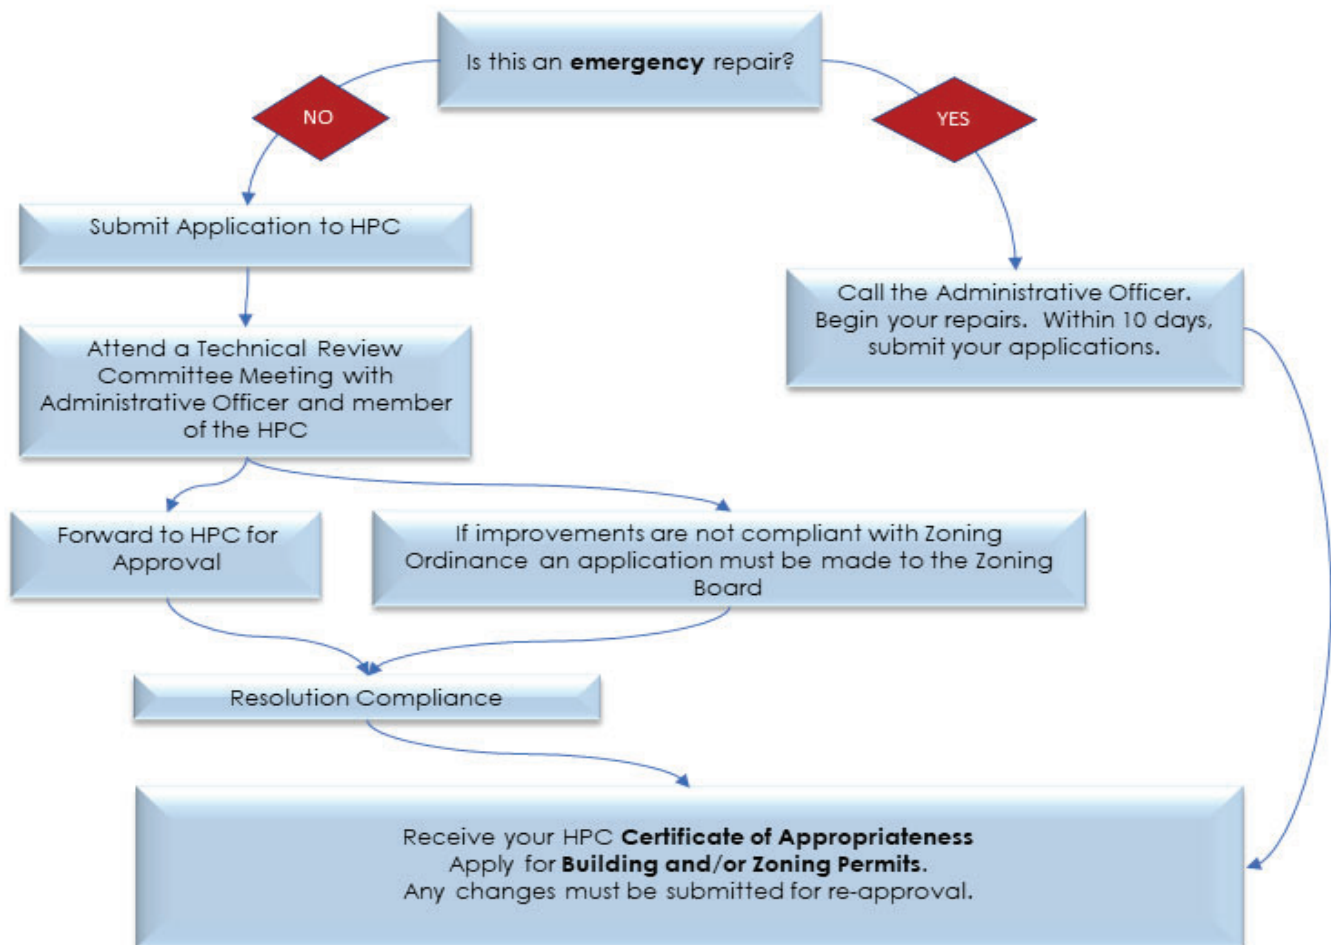 Is this an emergency repair?
NO
YES
Submit Application to HPC
Call the Administrative Officer.
Begin your repairs. Within 10 days,
submit your applications.
Attend a Technical Review
Committee Meeting with
Administrative Officer and member
of the HPC
Forward to HPC for
Approval
If improvements are not compliant with Zoning
Ordinance an application must be made to the Zoning
Board
Resolution Compliance
Receive your HPC Certificate of Appropriateness
Apply for Building and/or Zoning Permits.
Any changes must be submitted for re-approval.